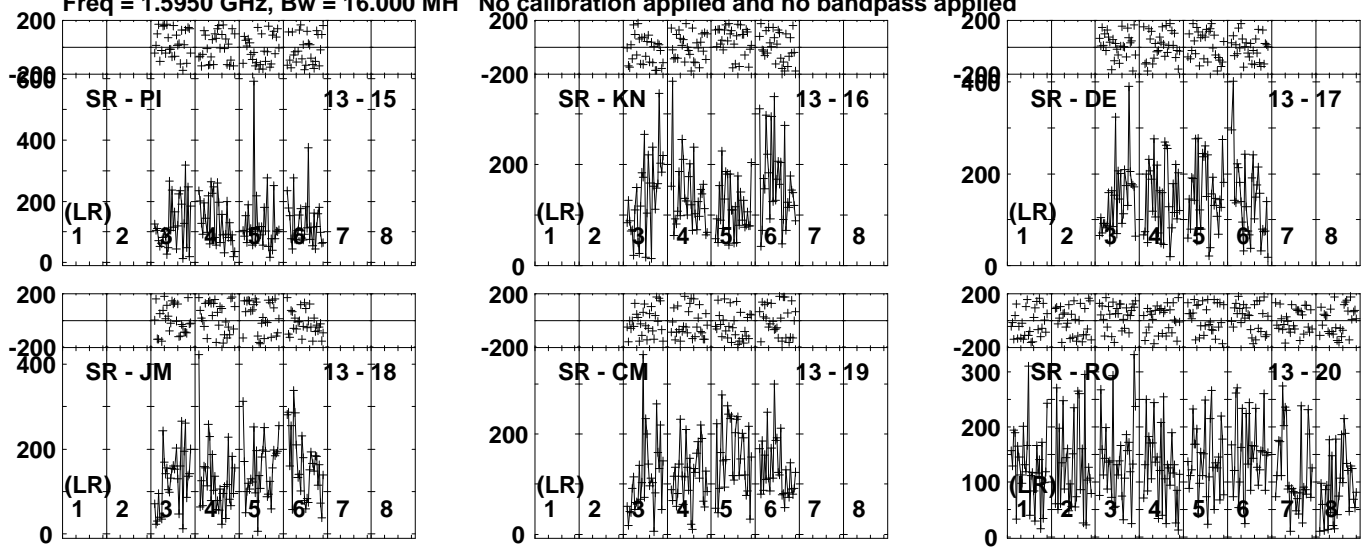 Freq = 1.5950 GHz, Bw = 16.000 MH No calibration applied and no bandpass applied
200
-200
600
400
200
0
SR - PI 13 - 15
(LR)
1 2 3 4 5 6 7 8
200
-200
200
0
SR - KN 13 - 16
(LR)
1 2 3 4 5 6 7 8
200
-200
400
200
0
SR - DE 13 - 17
(LR)
1 2 3 4 5 6 7 8
200
-200
400
200
0
SR - JM 13 - 18
(LR)
1 2 3 4 5 6 7 8
200
-200
200
0
SR - CM 13 - 19
(LR)
1 2 3 4 5 6 7 8
200
-200
300
200
100
0
SR - RO 13 - 20
(LR)
1 2 3 4 5 6 7 8